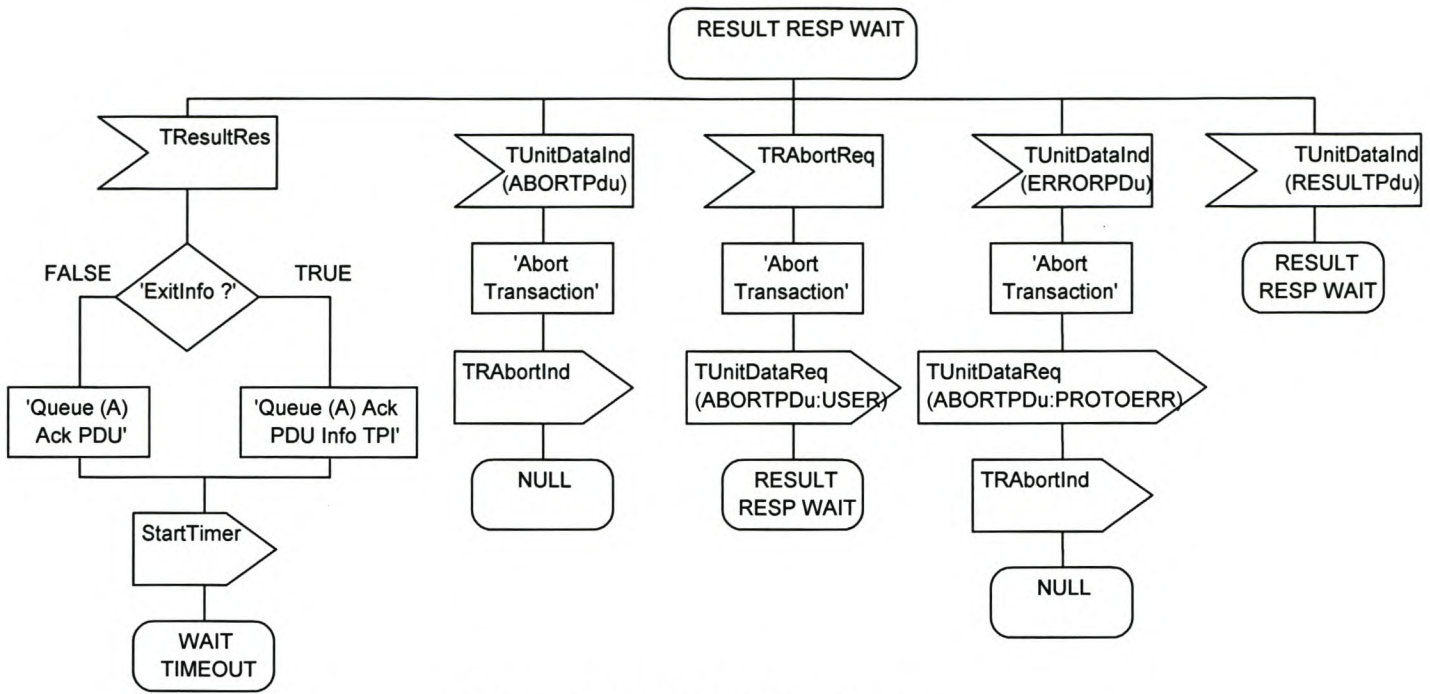 RESULT RESP WAIT
TResultRes
TUnitDataInd
(ABORTPdu)
TRAbortReq
TUnitDataInd
(ERRORPDu)
TUnitDataInd
(RESULTPdu)
FALSE
'ExitInfo ?'
TRUE
'Abort
Transaction'
'Abort
Transaction'
'Abort
Transaction'
RESULT
RESP WAIT
'Queue (A)
Ack PDU'
'Queue (A) Ack
PDU Info TPI'
TRAbortInd
TUnitDataReq
(ABORTPDu:USER)
TUnitDataReq
(ABORTPDu:PROTOERR)
NULL
RESULT
RESP WAIT
TRAbortInd
StartTimer
NULL
WAIT
TIMEOUT